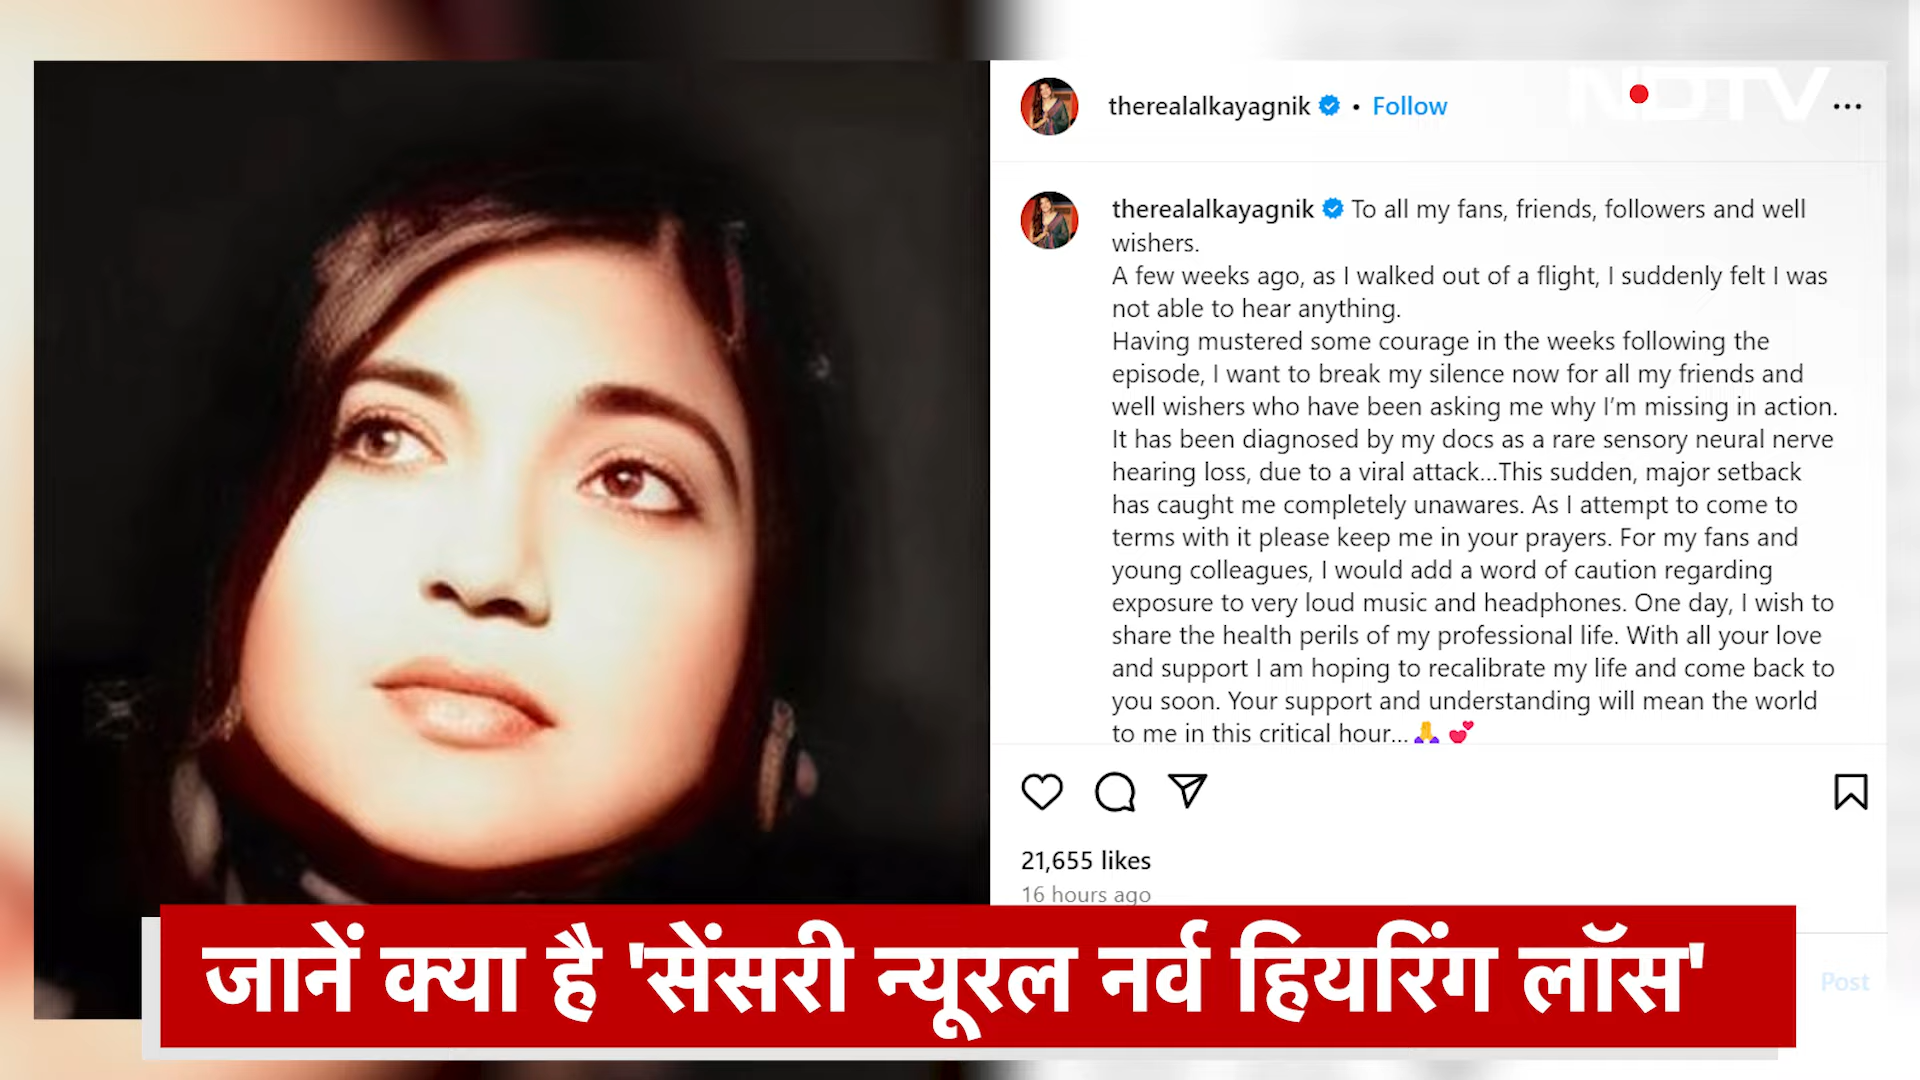 NDTV
therealalkayagnik • Follow
therealalkayagnik To all my fans, friends, followers and well
wishers.
A few weeks ago, as I walked out of a flight, I suddenly felt I was
not able to hear anything.
Having mustered some courage in the weeks following the
episode, I want to break my silence now for all my friends and
well wishers who have been asking me why I’m missing in action.
It has been diagnosed by my docs as a rare sensory neural nerve
hearing loss, due to a viral attack...This sudden, major setback
has caught me completely unawares. As I attempt to come to
terms with it please keep me in your prayers. For my fans and
young colleagues, I would add a word of caution regarding
exposure to very loud music and headphones. One day, I wish to
share the health perils of my professional life. With all your love
and support I am hoping to recalibrate my life and come back to
you soon. Your support and understanding will mean the world
to me in this critical hour...🙏 💕
21,655 likes
16 hours ago
Post
जानें क्या है 'सेंसरी न्यूरल नर्व हियरिंग लॉस'